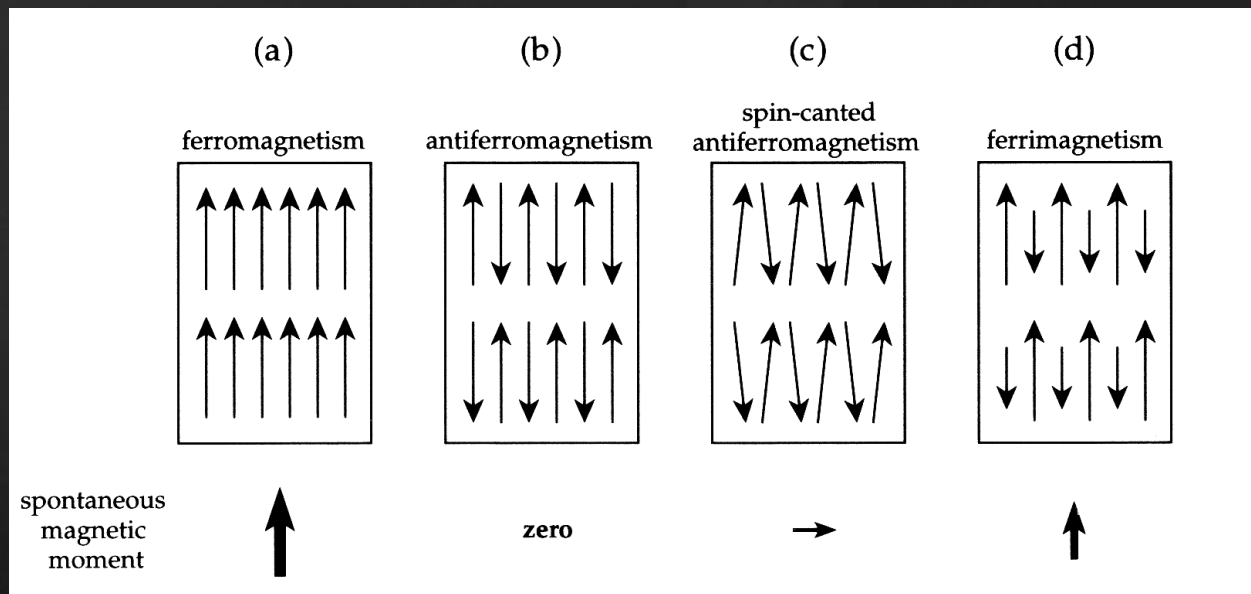 (a)
(b)
(c)
(d)
ferromagnetism
antiferromagnetism
spin-canted
antiferromagnetism
ferrimagnetism
spontaneous
magnetic
moment
zero